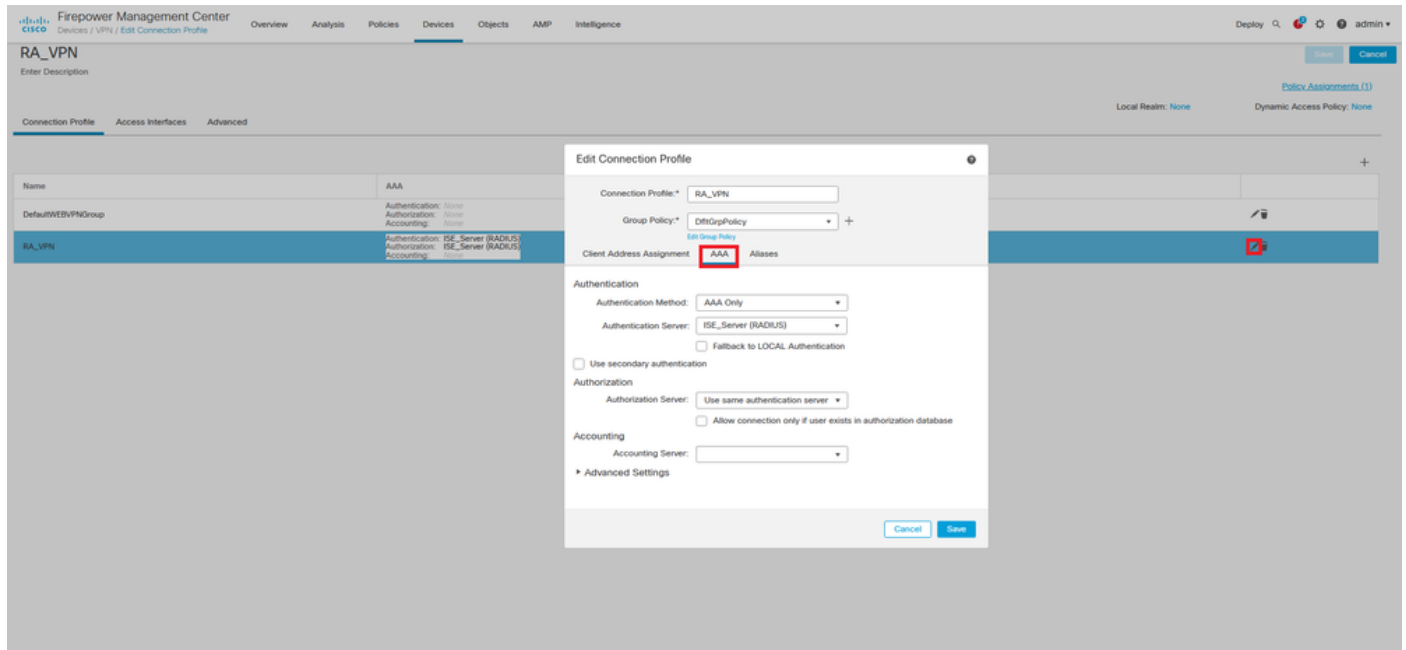 cisco
Firepower Management Center
Devices / VPN / Edit Connection Profile
Overview Analysis Policies Devices Objects AMP Intelligence
Deploy admin
RA_VPN
Save Cancel
Enter Description
Policy Assignments (1)
Local Realm: None Dynamic Access Policy: None
Connection Profile Access Interfaces Advanced
Name AAA
DefaultWEBVPNGroup
Authentication: None
Authorization: None
Accounting: None
RA_VPN
Authentication: ISE_Server (RADIUS)
Authorization: ISE_Server (RADIUS)
Accounting: None
Edit Connection Profile
Connection Profile:* RA_VPN
Group Policy:* DfltGrpPolicy
Edit Group Policy
Client Address Assignment AAA Aliases
Authentication
Authentication Method: AAA Only
Authentication Server: ISE_Server (RADIUS)
Fallback to LOCAL Authentication
Use secondary authentication
Authorization
Authorization Server: Use same authentication server
Allow connection only if user exists in authorization database
Accounting
Accounting Server:
Advanced Settings
Cancel Save